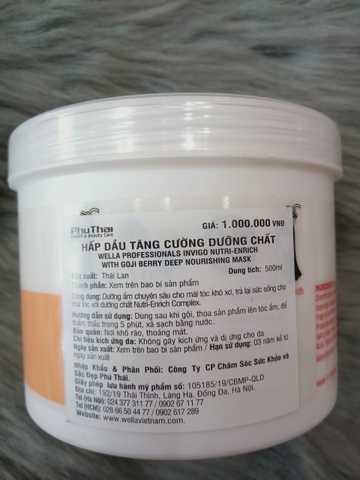 PhuThai
Health & Beauty Care
GIÁ: 1.000.000 VNĐ
HẤP DẦU TĂNG CƯỜNG DƯỠNG CHẤT
WELLA PROFESSIONALS INVIGO NUTRI-ENRICH
WITH GOJI BERRY DEEP NOURISHING MASK
Sản xuất: Thái Lan
Dung tích: 500ml
Thành phần: Xem trên bao bì sản phẩm
Công dụng: Dưỡng ẩm chuyên sâu cho mái tóc khô xơ, trả lại sức sống cho
mái tóc với dưỡng chất Nutri-Enrich Complex.
Hướng dẫn sử dụng: Dùng sau khi gội, thoa sản phẩm lên tóc ẩm, để
thẩm thấu trong 5 phút, xả sạch bằng nước.
Bảo quản: Nơi khô ráo, thoáng mát.
Chỉ tiêu kích ứng da: Không gây kích ứng và dị ứng cho da
Ngày sản xuất: Xem trên bao bì sản phẩm / Hạn sử dụng: 03 năm kể từ
ngày sản xuất
Nhập Khẩu & Phân Phối: Công Ty CP Chăm Sóc Sức Khỏe và
Sắc Đẹp Phú Thái.
Giấy phép lưu hành mỹ phẩm số: 105185/19/CBMP-QLD
Địa chỉ: 192/19 Thái Thịnh, Láng Hạ, Đống Đa, Hà Nội.
Tel (Hà Nội): 024 377 311 77 / 0902 67 11 77
Tel (HCM): 028 66 50 44 77 / 0902 617 289
Website: www.wellavietnam.com